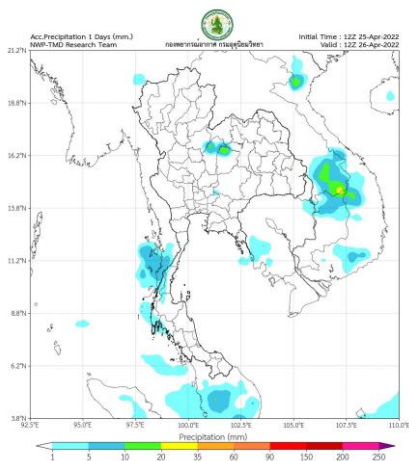 Acc.Precipitation 1 Days (mm.)
NWP-TMD Research Team
กองพยากรณ์อากาศ กรมอุตุนิยมวิทยา
Initial Time : 12Z 25-Apr-2022
Valid : 12Z 26-Apr-2022
21.2°N
18.8°N
16.2°N
13.8°N
11.2°N
8.8°N
6.2°N
3.8°N
92.5°E 95.0°E 97.5°E 100.0°E 102.5°E 105.0°E 107.5°E 110.0°E
Precipitation (mm)
1 5 10 20 35 60 90 150 200 250